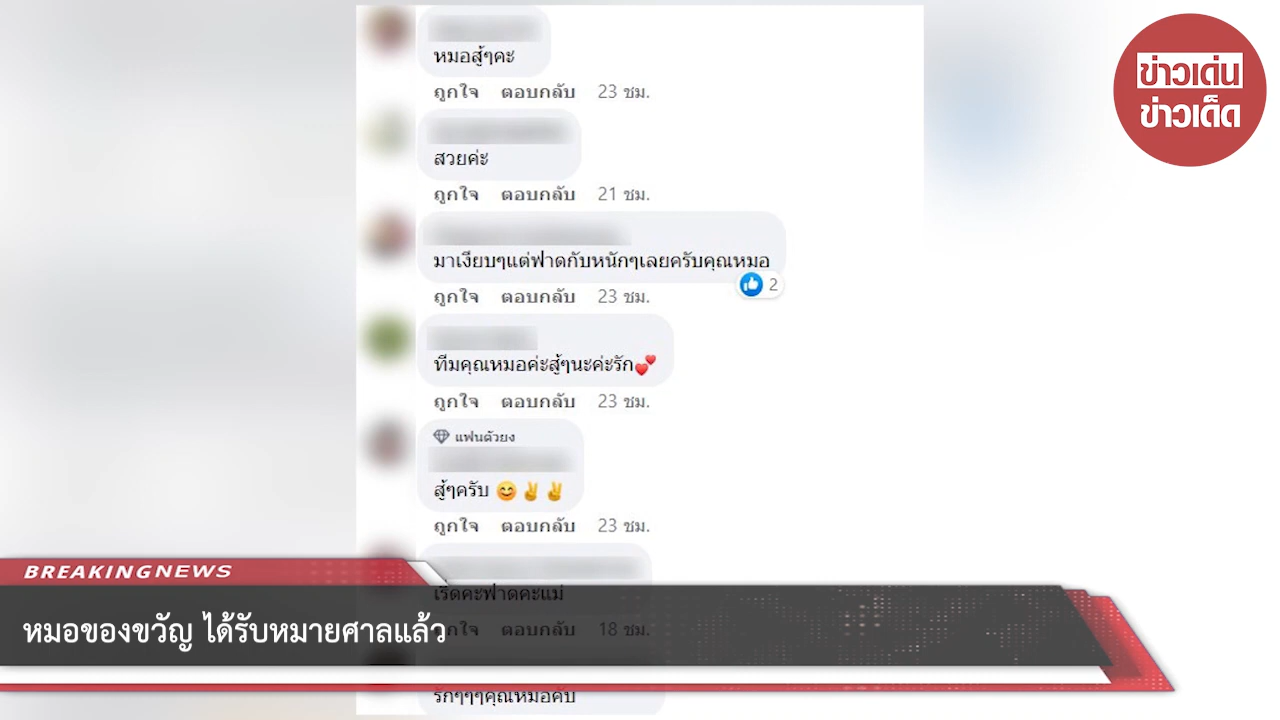 หมอสู้ๆคะ
ถูกใจ ตอบกลับ 23 ชม.
สวยค่ะ
ถูกใจ ตอบกลับ 21 ชม.
มาเงียบๆแต่ฟาดกับหนักๆเลยครับคุณหมอ
2
ถูกใจ ตอบกลับ 23 ชม.
ทีมคุณหมอค่ะสู้ๆนะค่ะรัก💕
ถูกใจ ตอบกลับ 23 ชม.
แฟนตัวยง
สู้ๆครับ 😊✌️✌️
ถูกใจ ตอบกลับ 23 ชม.
เริ่ดคะฟาดคะแม่
ถูกใจ ตอบกลับ 18 ชม.
รักๆๆๆคุณหมอคับ
ข่าวเด่น
ข่าวเด็ด
BREAKINGNEWS
หมอของขวัญ ได้รับหมายศาลแล้ว